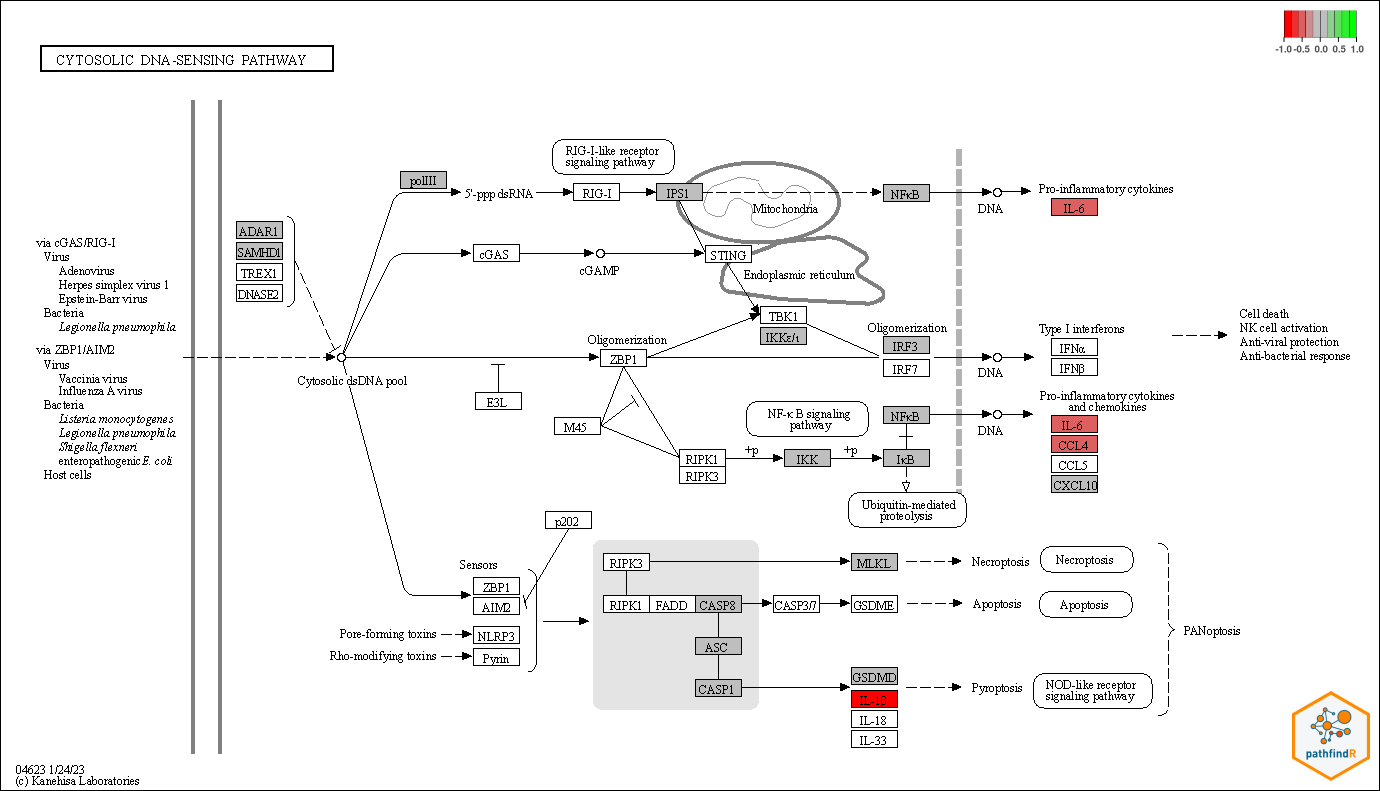 CYTOSOLIC DNA-SENSING PATHWAY
-1.0 -0.5 0.0 0.5 1.0
via cGAS/RIG-I
Virus
Adenovirus
Herpes simplex virus 1
Epstein-Barr virus
Bacteria
Legionella pneumophila
via ZBP1/AIM2
Virus
Vaccinia virus
Influenza A virus
Bacteria
Listeria monocytogenes
Legionella pneumophila
Shigella flexneri
enteropathogenic E. coli
Host cells
ADAR1
SAMHD1
TREX1
DNASE2
Cytosolic dsDNA pool
RIG-I-like receptor
signaling pathway
polIII
5'-ppp dsRNA
RIG-I
IPS1
Mitochondria
NFκB
DNA
Pro-inflammatory cytokines
IL-6
cGAS
cGAMP
STING
Endoplasmic reticulum
TBK1
IKKε/ι
Oligomerization
ZBP1
E3L
Oligomerization
IRF3
IRF7
DNA
Type I interferons
IFNα
IFNβ
Cell death
NK cell activation
Anti-viral protection
Anti-bacterial response
M45
NF-κB signaling
pathway
RIPK1
RIPK3
+p
IKK
+p
NFκB
IκB
DNA
Pro-inflammatory cytokines
and chemokines
IL-6
CCL4
CCL5
CXCL10
Ubiquitin-mediated
proteolysis
p202
Sensors
ZBP1
AIM2
Pore-forming toxins
NLRP3
Rho-modifying toxins
Pyrin
RIPK3
RIPK1
FADD
CASP8
ASC
CASP1
MLKL
Necroptosis
Necroptosis
CASP3/7
GSDME
Apoptosis
Apoptosis
GSDMD
IL-1β
IL-18
IL-33
Pyroptosis
NOD-like receptor
signaling pathway
PANoptosis
pathfindR
04623 1/24/23
(c) Kanehisa Laboratories